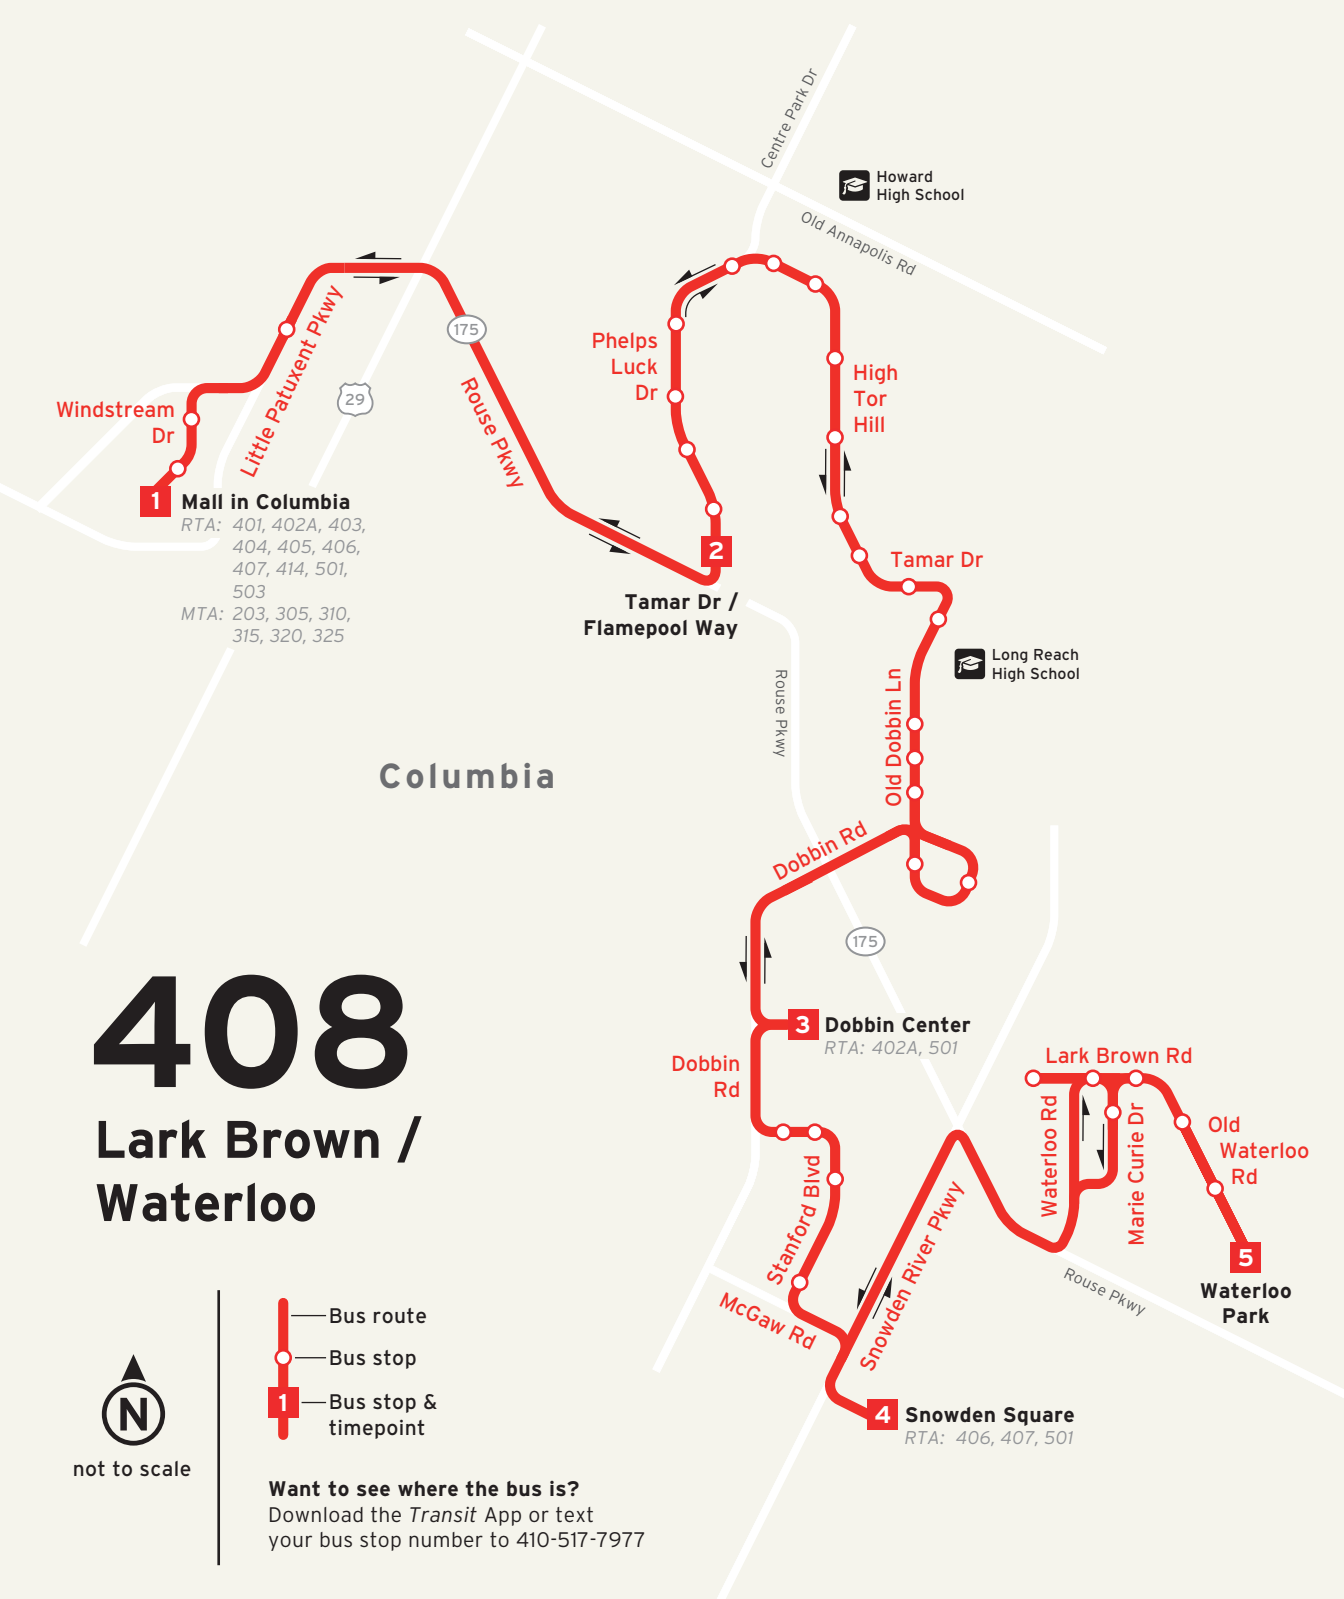 Centre Park Dr
Howard
High School
Old Annapolis Rd
175
Little Patuxent Pkwy
29
Rouse Pkwy
Windstream
Dr
1
Mall in Columbia
RTA: 401, 402A, 403,
404, 405, 406,
407, 414, 501,
503
MTA: 203, 305, 310,
315, 320, 325
Phelps
Luck
Dr
High
Tor
Hill
2
Tamar Dr /
Flamepool Way
Tamar Dr
Long Reach
High School
Rouse Pkwy
Old Dobbin Ln
Columbia
Dobbin Rd
175
3
Dobbin Center
RTA: 402A, 501
Dobbin
Rd
Lark Brown Rd
Waterloo Rd
Marie Curie Dr
Old
Waterloo
Rd
Stanford Blvd
McGaw Rd
Snowden River Pkwy
5
Waterloo
Park
Rouse Pkwy
4
Snowden Square
RTA: 406, 407, 501
408
Lark Brown /
Waterloo
N
not to scale
Bus route
Bus stop
1
Bus stop &
timepoint
Want to see where the bus is?
Download the Transit App or text
your bus stop number to 410-517-7977